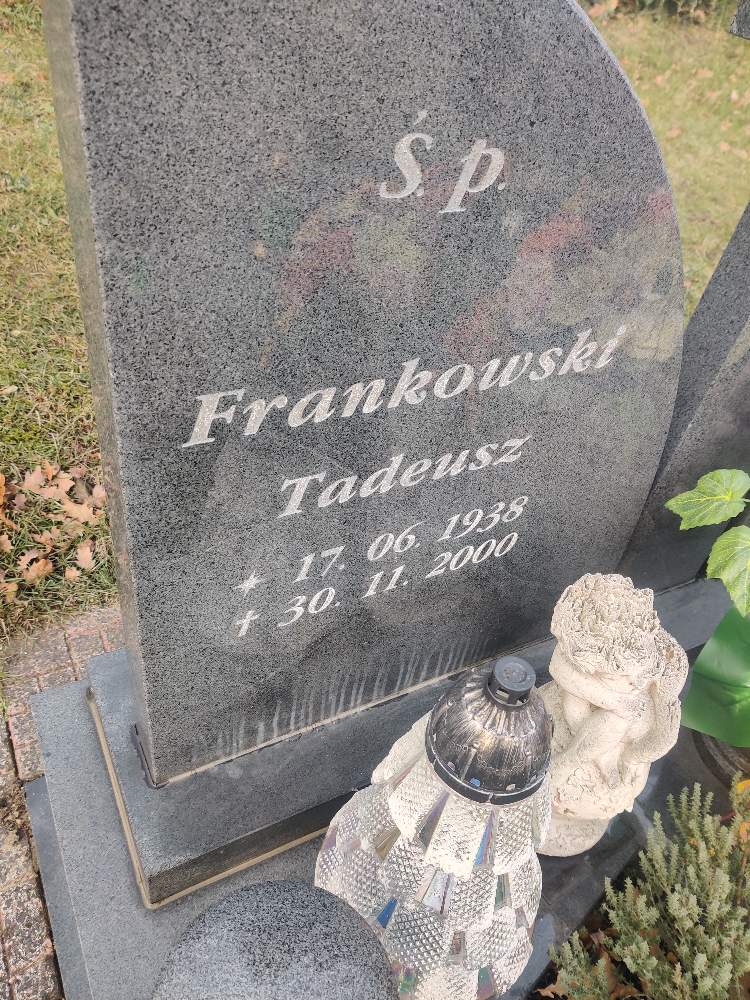 Ś. p.
Frankowski
Tadeusz
* 17. 06. 1938
† 30. 11. 2000